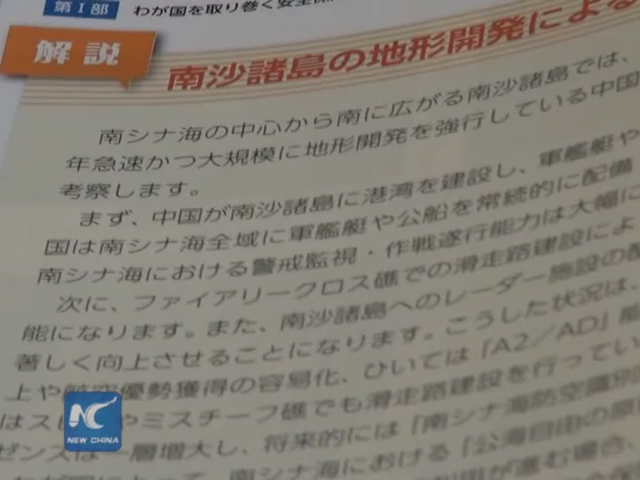 第Ⅰ部 わが国を取り巻く安全保
解説
南沙諸島の地形開発による
南シナ海の中心から南に広がる南沙諸島では、
年急速かつ大規模に地形開発を強行している中国
考察します。
まず、中国が南沙諸島に港湾を建設し、軍艦艇や
国は南シナ海全域に軍艦艇や公船を常続的に配備
南シナ海における警戒監視・作戦遂行能力は大幅に
次に、ファイアリークロス礁での滑走路建設によ
能になります。また、南沙諸島へのレーダー施設の配
著しく向上させることになります。こうした状況は、
上や航空優勢獲得の容易化、ひいては「A2/AD」能
はス やミスチーフ礁でも滑走路建設を行ってい
ゼンスは一層増大し、将来的には「南シナ海防空識別
南シナ海における「公海自由の原
が進む場合、
NEW CHINA